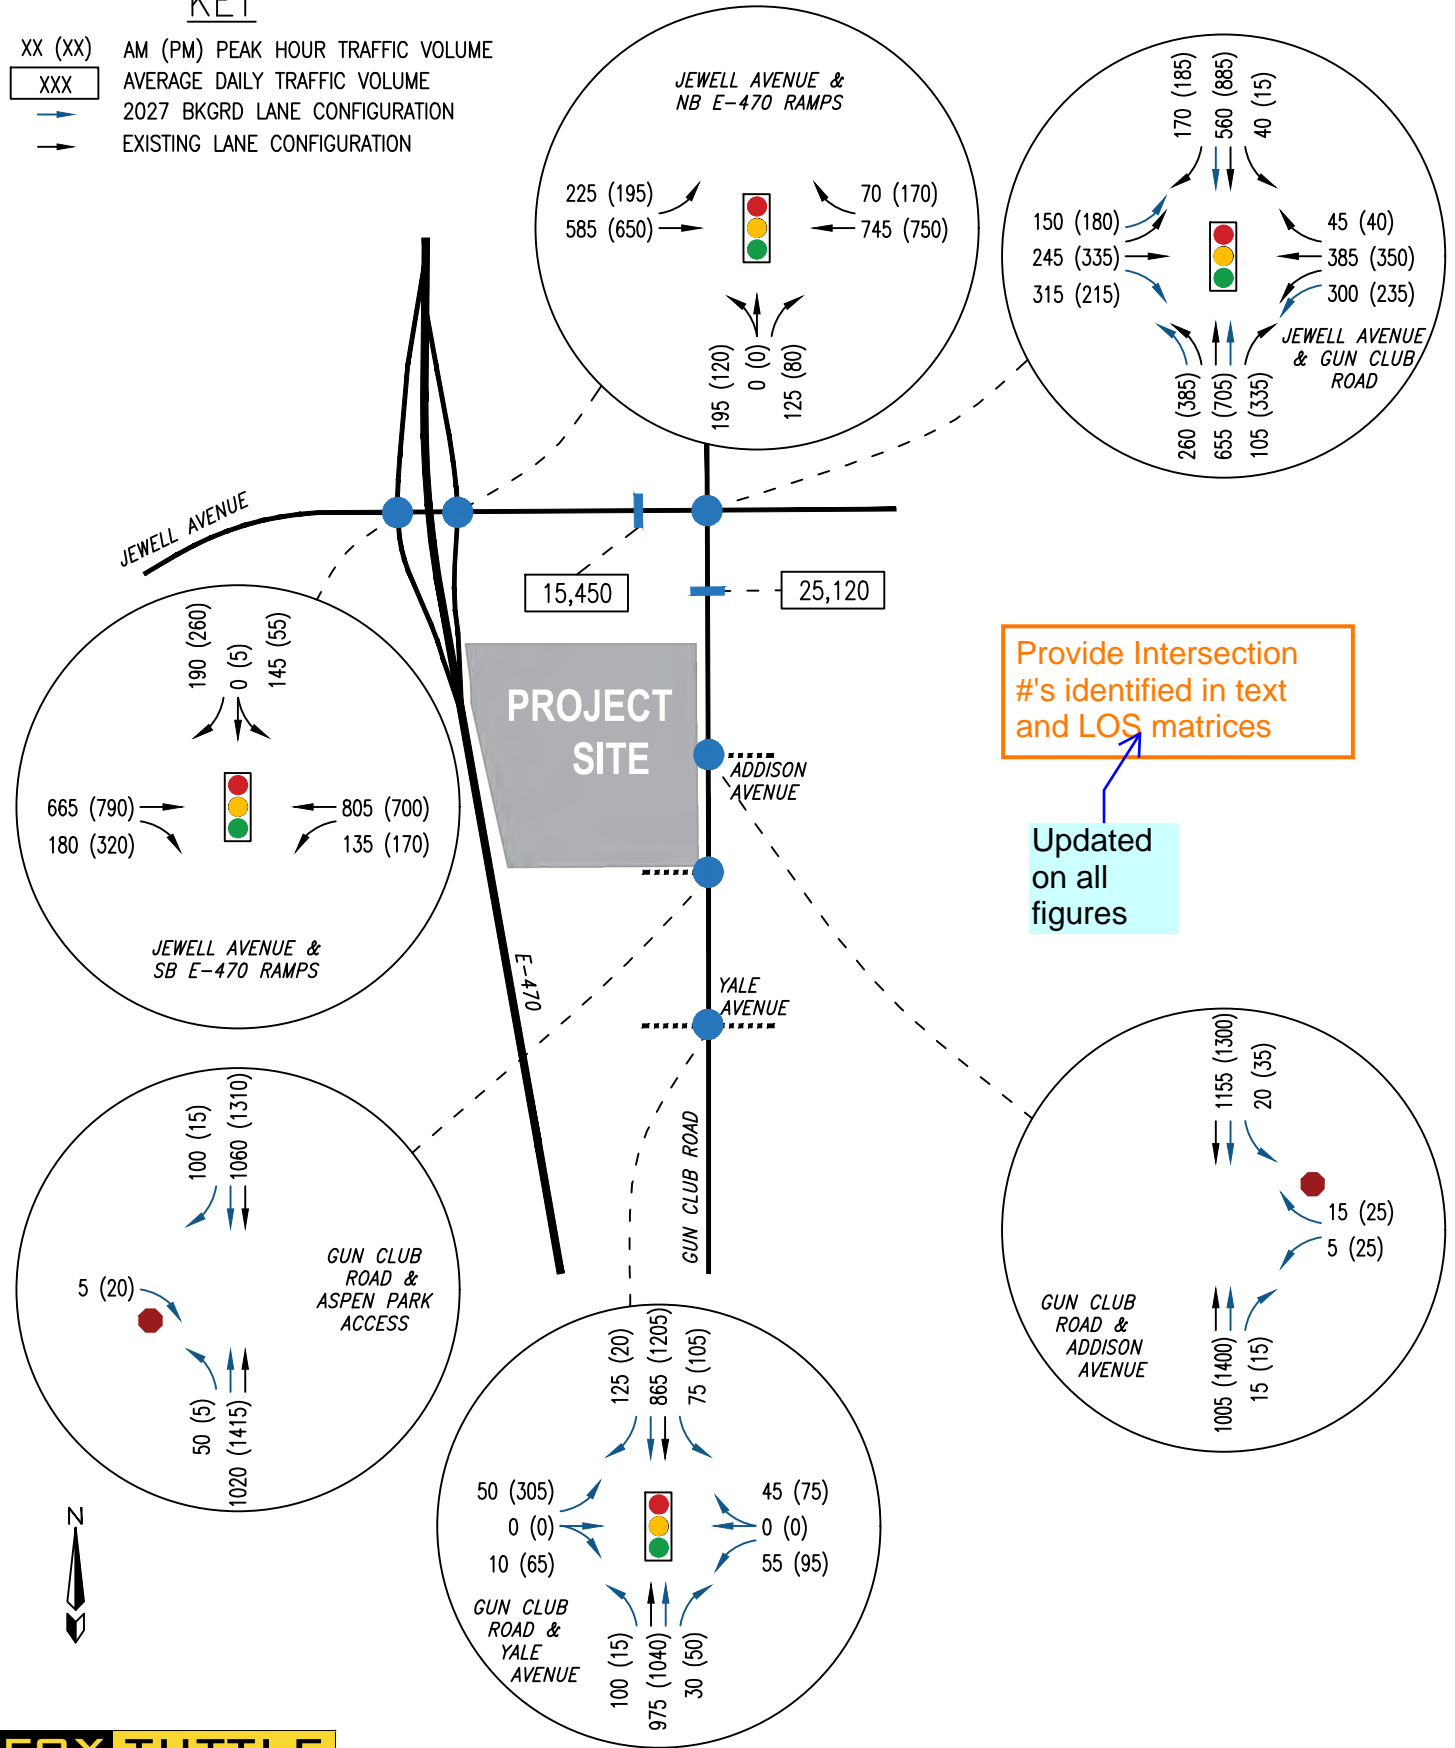 KEY
XX (XX) AM (PM) PEAK HOUR TRAFFIC VOLUME
XXX AVERAGE DAILY TRAFFIC VOLUME
2027 BKGRD LANE CONFIGURATION
EXISTING LANE CONFIGURATION
JEWELL AVENUE &
NB E-470 RAMPS
225 (195)
585 (650)
70 (170)
745 (750)
195 (120)
0 (0)
125 (80)
170 (185)
560 (885)
40 (15)
150 (180)
245 (335)
315 (215)
45 (40)
385 (350)
300 (235)
JEWELL AVENUE
& GUN CLUB
ROAD
260 (385)
655 (705)
105 (335)
JEWELL AVENUE
15,450
25,120
190 (260)
0 (5)
145 (55)
665 (790)
180 (320)
805 (700)
135 (170)
JEWELL AVENUE &
SB E-470 RAMPS
PROJECT
SITE
ADDISON
AVENUE
Provide Intersection
#'s identified in text
and LOS matrices
Updated
on all
figures
E-470
YALE
AVENUE
GUN CLUB ROAD
100 (15)
1060 (1310)
5 (20)
GUN CLUB
ROAD &
ASPEN PARK
ACCESS
50 (5)
1020 (1415)
1155 (1300)
20 (35)
15 (25)
5 (25)
GUN CLUB
ROAD &
ADDISON
AVENUE
1005 (1400)
15 (15)
125 (20)
865 (1205)
75 (105)
50 (305)
0 (0)
10 (65)
45 (75)
0 (0)
55 (95)
GUN CLUB
ROAD &
YALE
AVENUE
100 (15)
975 (1040)
30 (50)
N
FOX TUTTLE